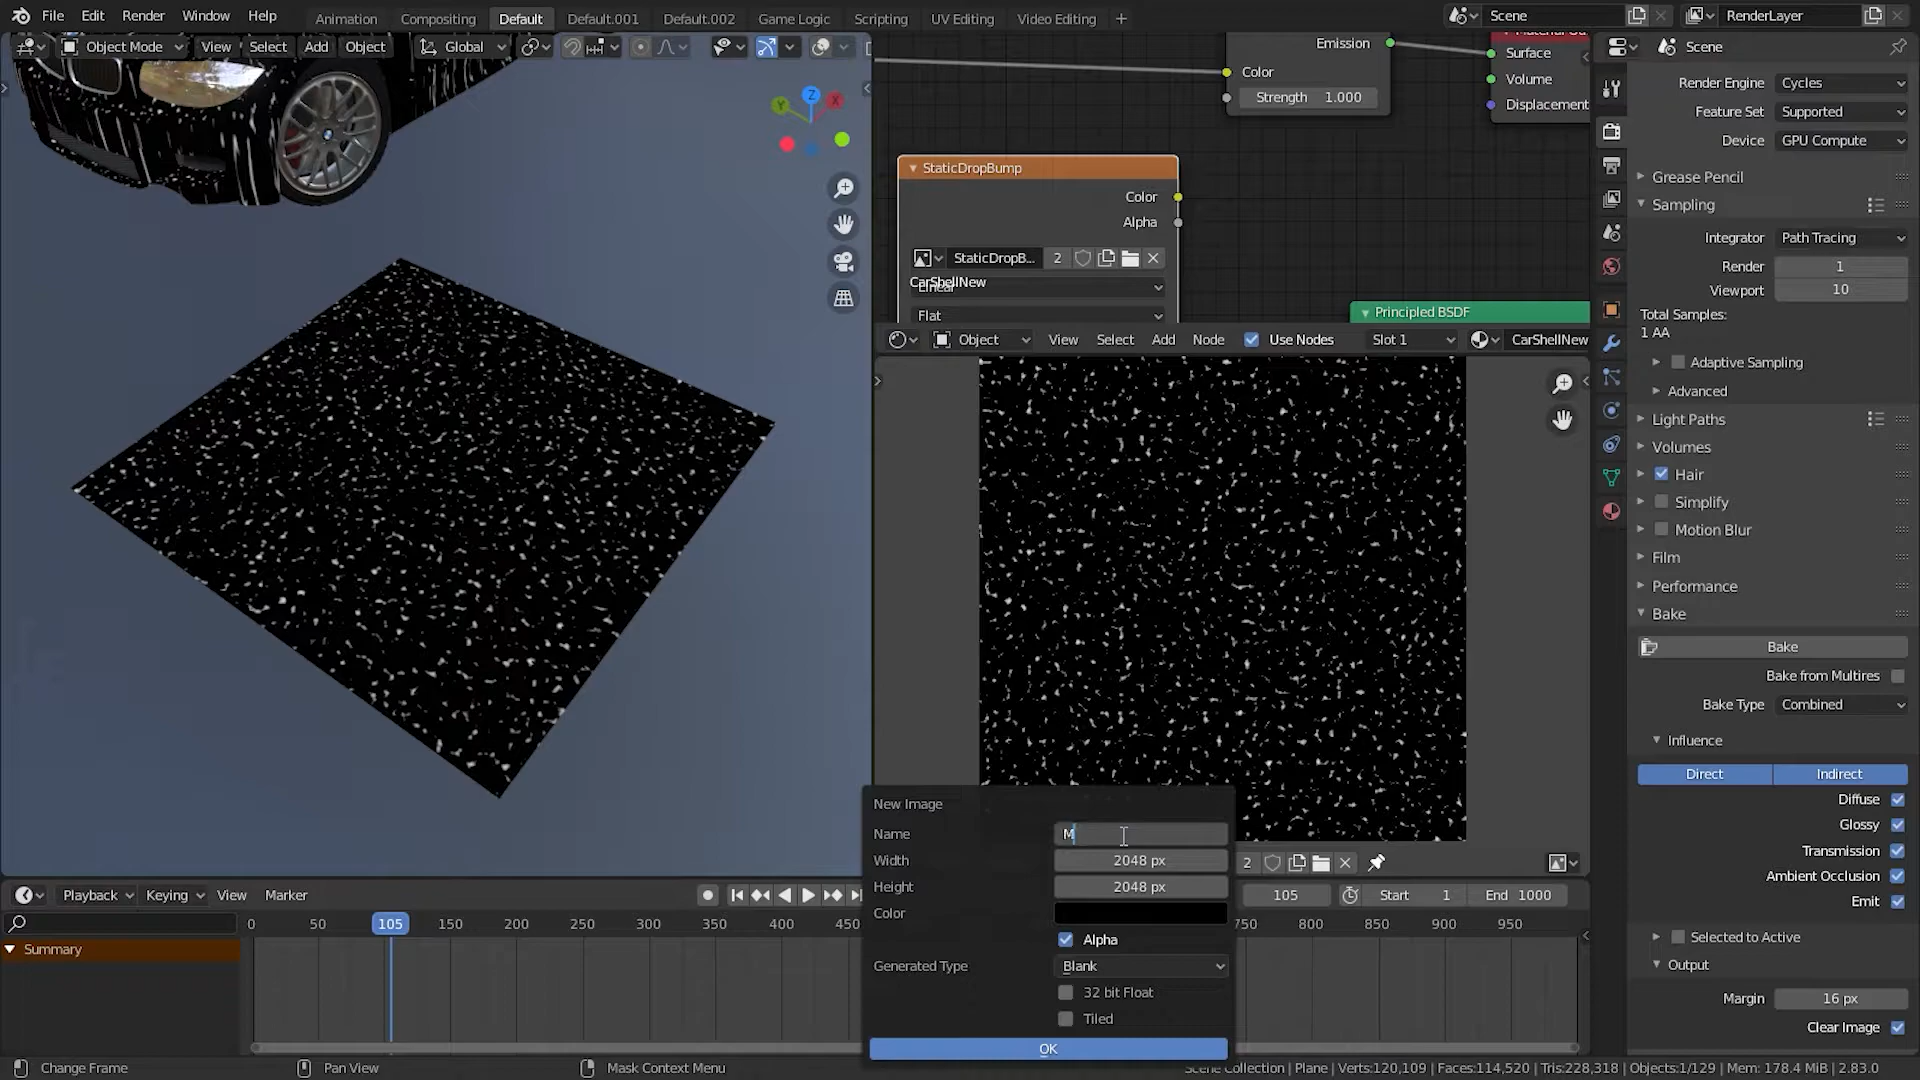 File Edit Render Window Help Animation Compositing Default Default.001 Default.002 Game Logic Scripting UV Editing Video Editing + Scene RenderLayer
Object Mode View Select Add Object Global
Z
Y
X
Emission
Color
Strength 1.000
Surface
Volume
Displacement
StaticDropBump
Color
Alpha
StaticDropB... 2
CarShellNew
Linear
Flat
Principled BSDF
Object View Select Add Node Use Nodes Slot 1 CarShellNew
Scene
Render Engine Cycles
Feature Set Supported
Device GPU Compute
Grease Pencil
Sampling
Integrator Path Tracing
Render 1
Viewport 10
Total Samples:
1 AA
Adaptive Sampling
Advanced
Light Paths
Volumes
Hair
Simplify
Motion Blur
Film
Performance
Bake
Bake
Bake from Multires
Bake Type Combined
Influence
Direct Indirect
Diffuse
Glossy
Transmission
Ambient Occlusion
Emit
Selected to Active
Output
Margin 16 px
Clear Image
New Image
Name M
Width 2048 px
Height 2048 px
Color
Alpha
Generated Type Blank
32 bit Float
Tiled
OK
2
Playback Keying View Marker 105 Start 1 End 1000
0 50 105 150 200 250 300 350 400 450 750 800 850 900 950
Summary
Change Frame Pan View Mask Context Menu Scene Collection | Plane | Verts:120,109 | Faces:114,520 | Tris:228,318 | Objects:1/129 | Mem: 178.4 MiB | 2.83.0